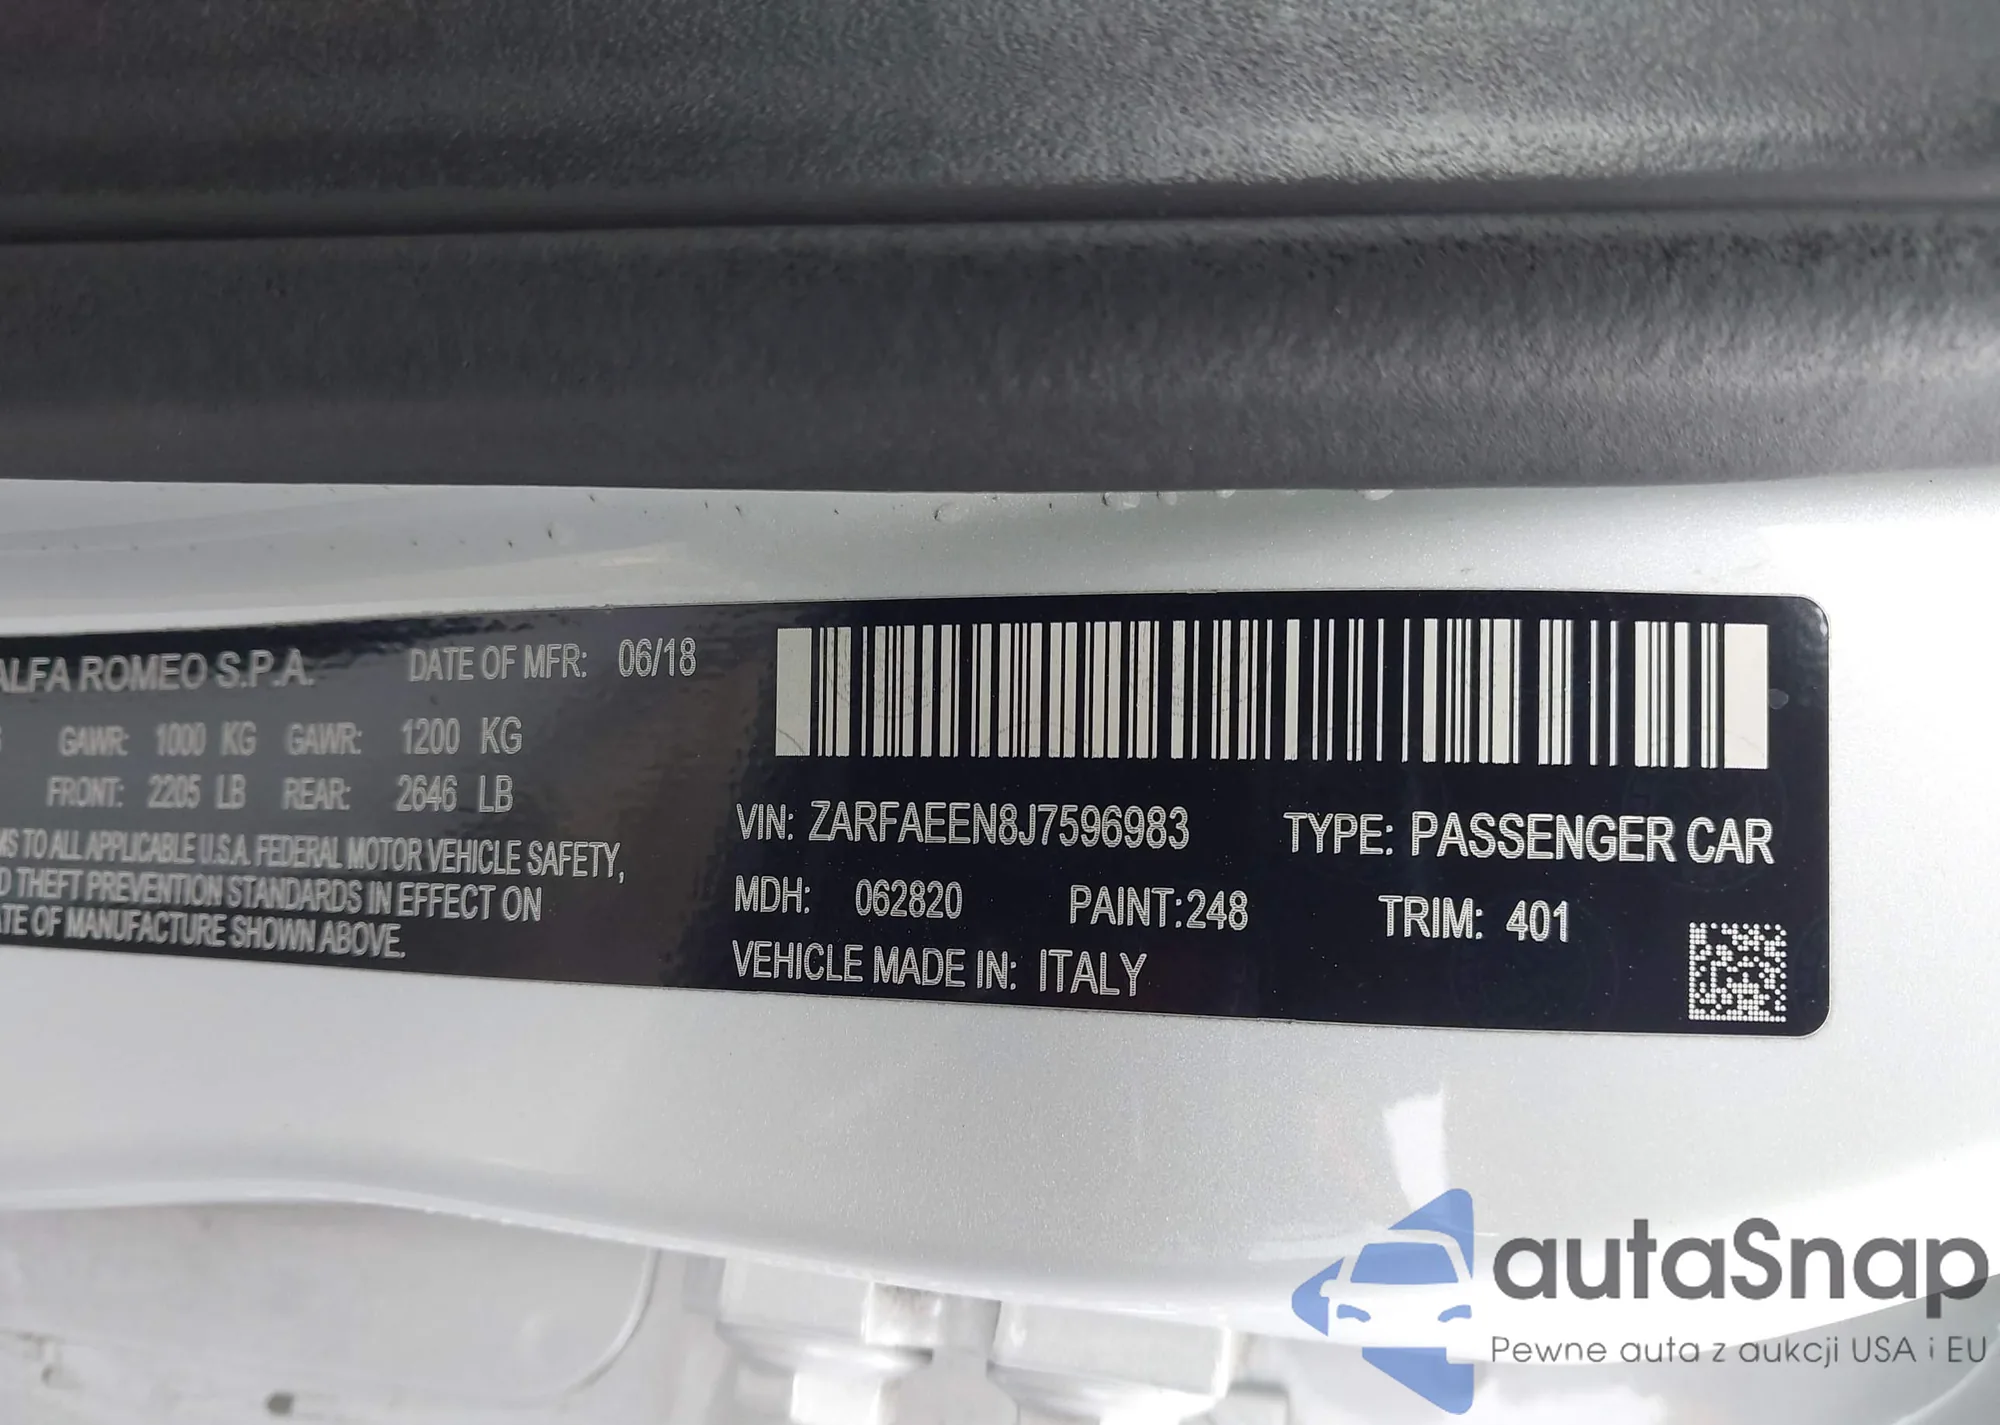 ALFA ROMEO S.P.A. DATE OF MFR: 06/18
GAWR: 1000 KG GAWR: 1200 KG
FRONT: 2205 LB REAR: 2646 LB
TO ALL APPLICABLE U.S.A. FEDERAL MOTOR VEHICLE SAFETY,
THEFT PREVENTION STANDARDS IN EFFECT ON
OF MANUFACTURE SHOWN ABOVE.
VIN: ZARFAEEN8J7596983 TYPE: PASSENGER CAR
MDH: 062820 PAINT:248 TRIM: 401
VEHICLE MADE IN: ITALY
autaSnap
Pewne auta z aukcji USA i EU